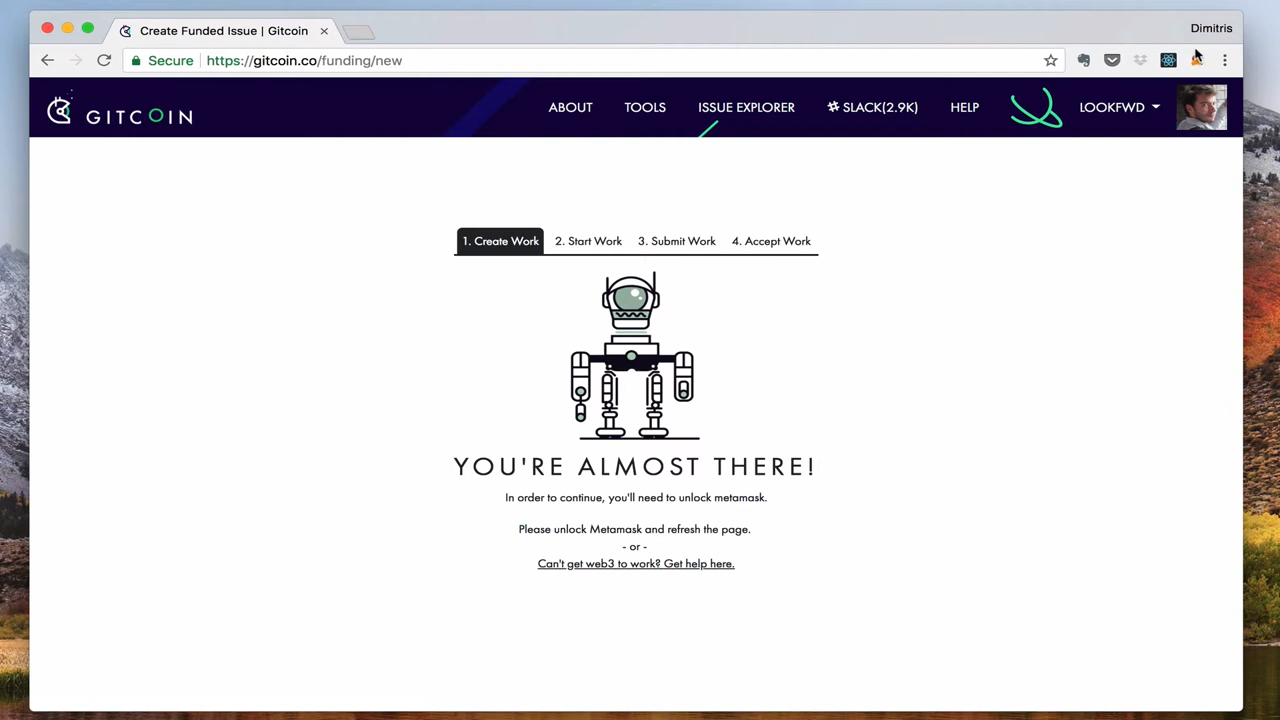 Create Funded Issue | Gitcoin
Dimitris
Secure
https://gitcoin.co/funding/new
GITCOIN
ABOUT
TOOLS
ISSUE EXPLORER
SLACK(2.9K)
HELP
LOOKFWD
1. Create Work
2. Start Work
3. Submit Work
4. Accept Work
YOU'RE ALMOST THERE!
In order to continue, you'll need to unlock metamask.
Please unlock Metamask and refresh the page.
- or -
Can't get web3 to work? Get help here.